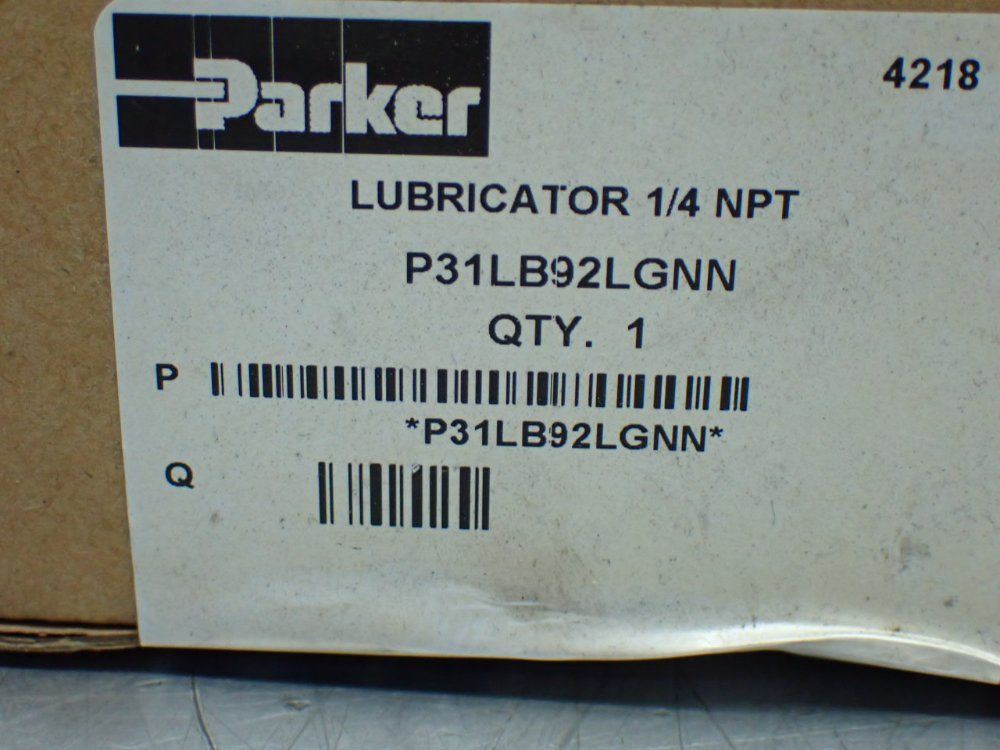 Parker
4218
LUBRICATOR 1/4 NPT
P31LB92LGNN
QTY. 1
P
*P31LB92LGNN*
Q